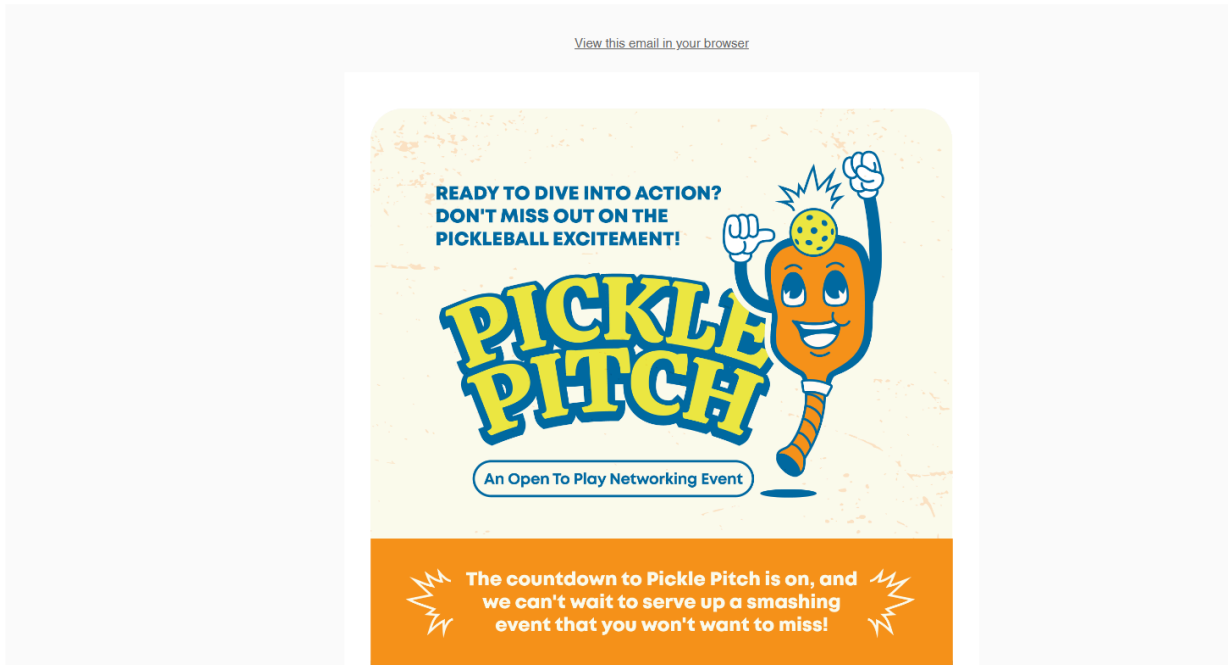 View this email in your browser
READY TO DIVE INTO ACTION?
DON'T MISS OUT ON THE
PICKLEBALL EXCITEMENT!
PICKLE
PITCH
An Open To Play Networking Event
The countdown to Pickle Pitch is on, and
we can't wait to serve up a smashing
event that you won't want to miss!